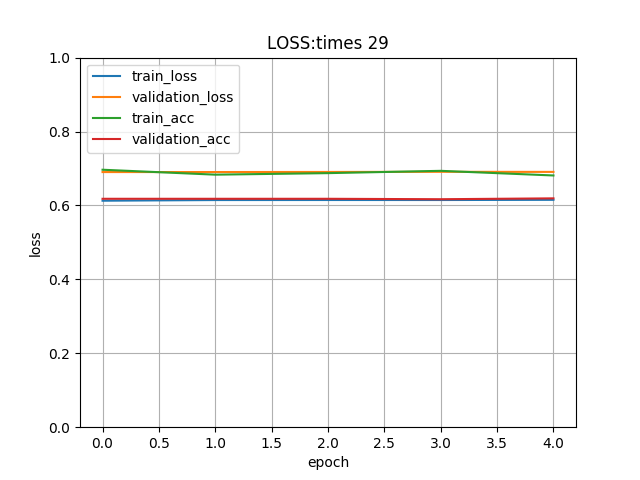 LOSS:times 29
1.0
train_loss
validation_loss
train_acc
validation_acc
0.8
0.6
loss
0.4
0.2
0.0
0.0 0.5 1.0 1.5 2.0 2.5 3.0 3.5 4.0
epoch